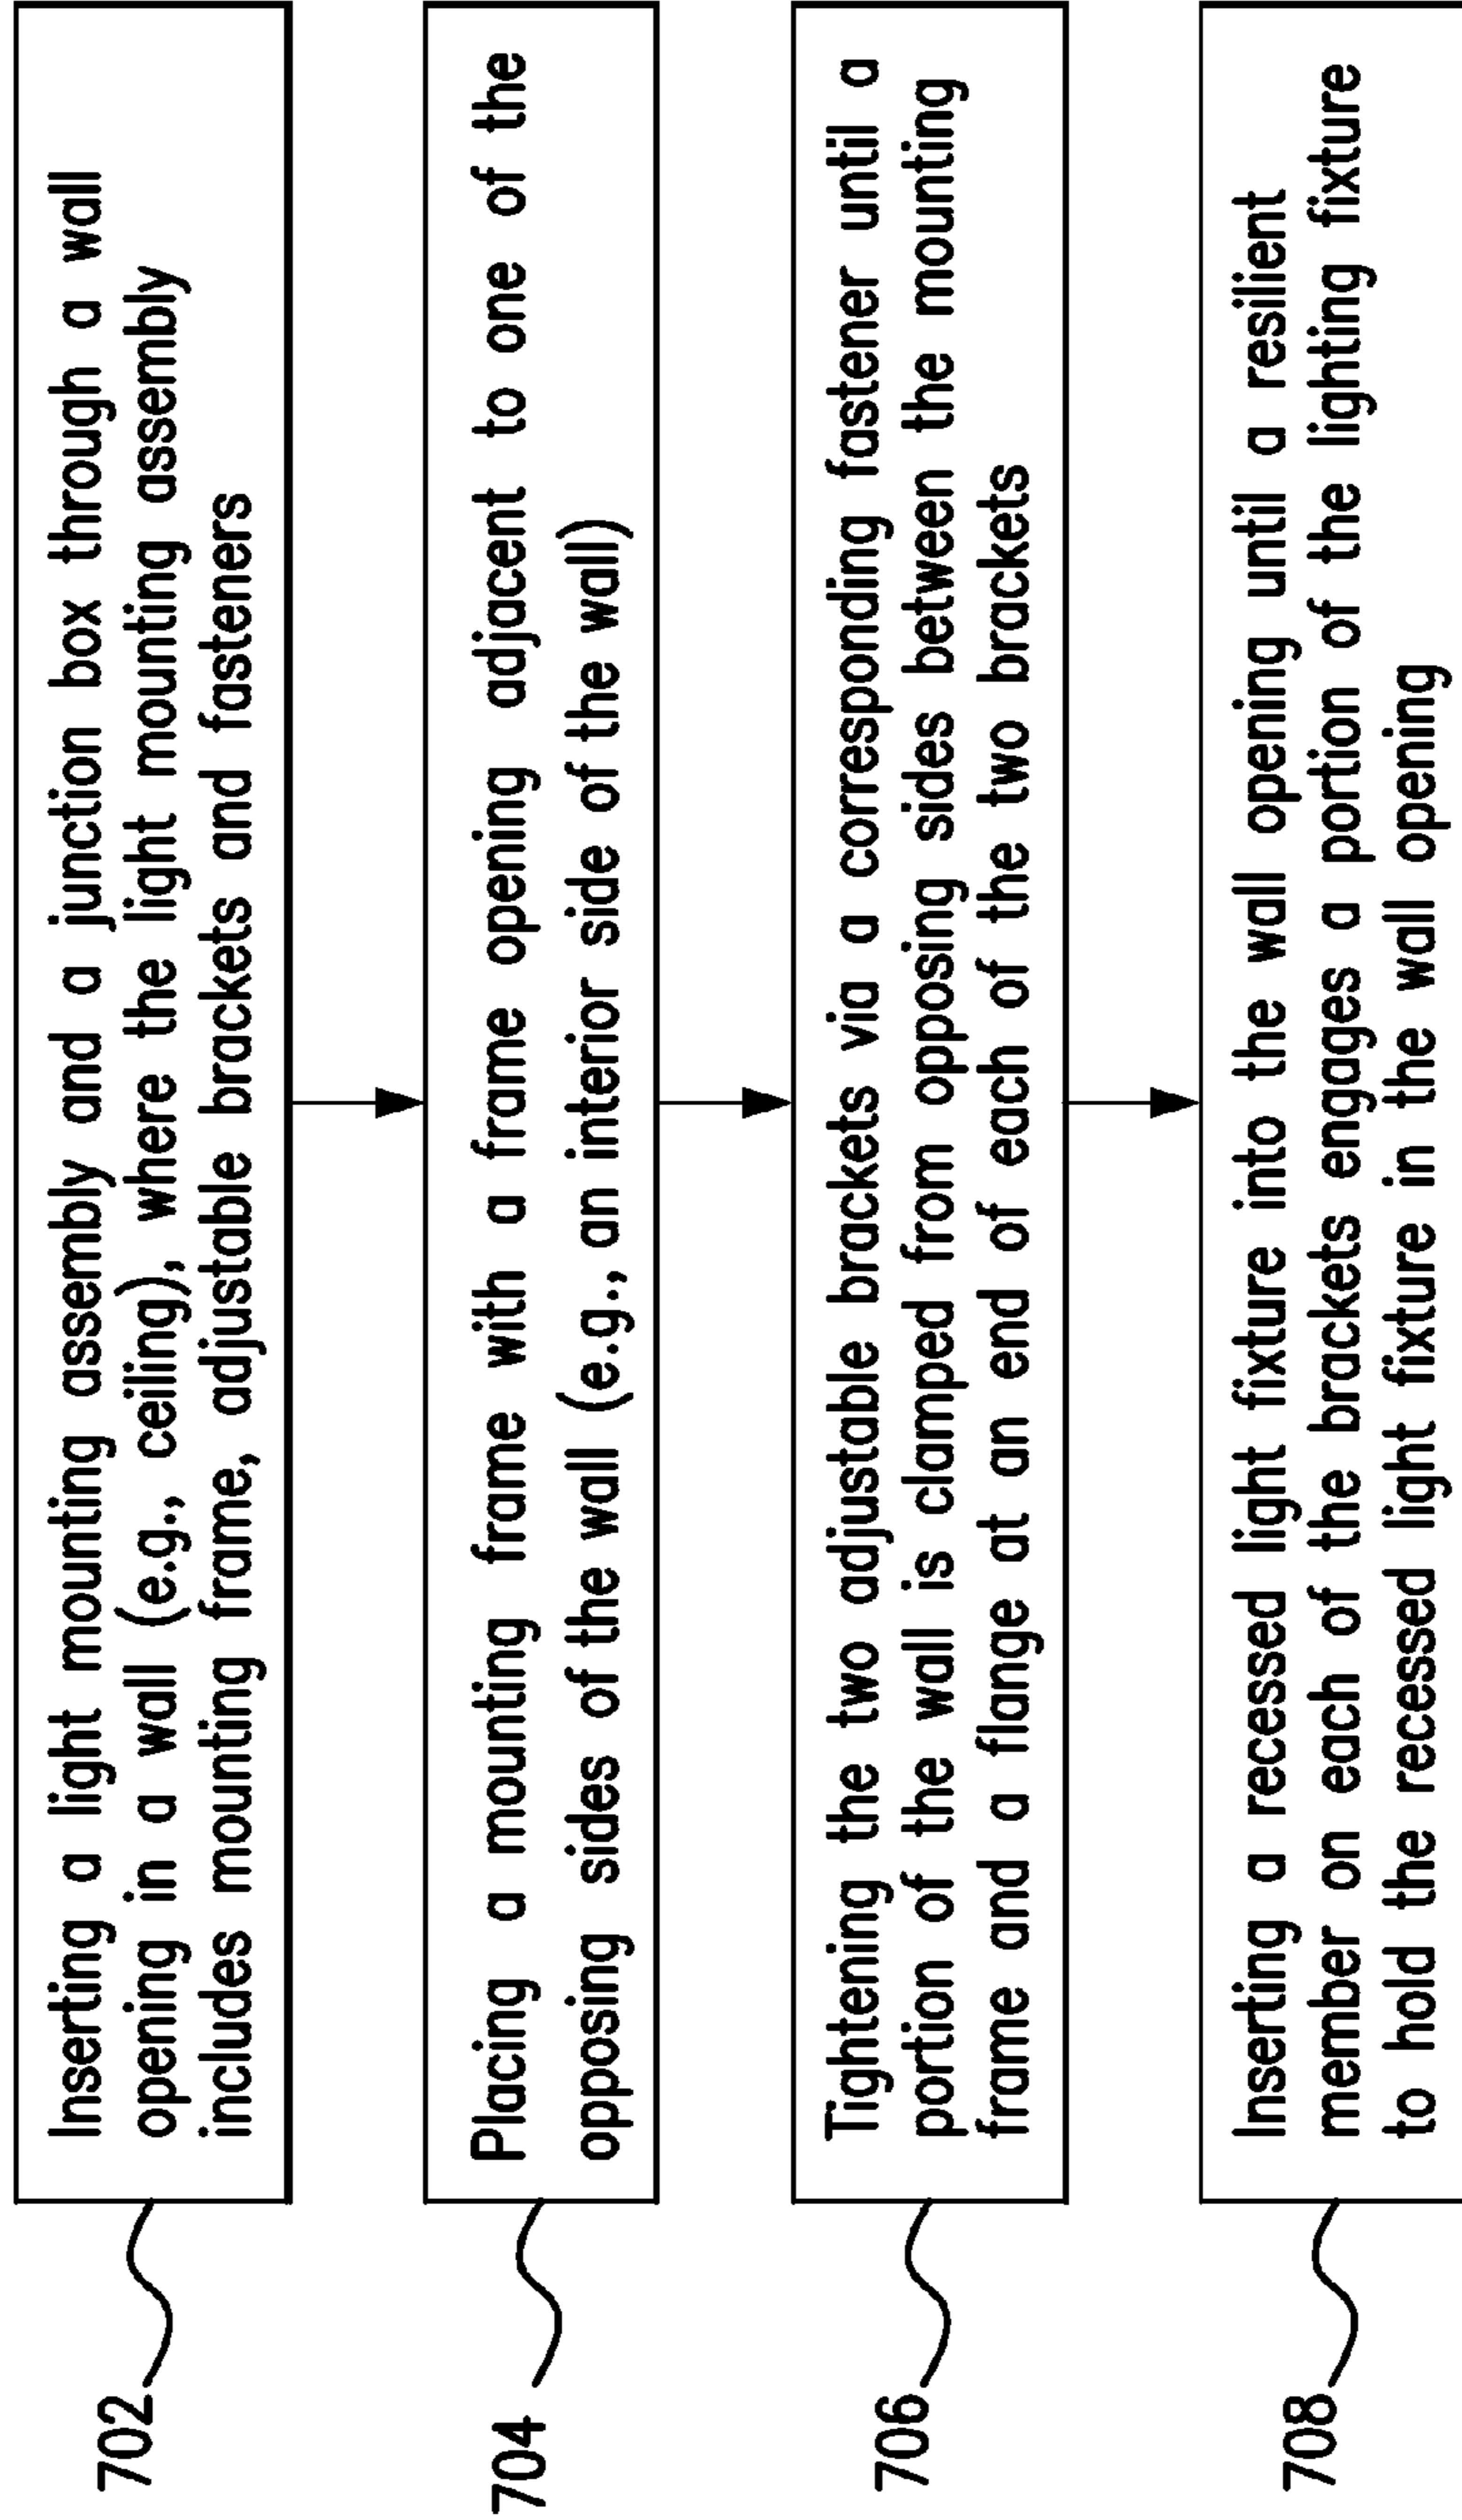 702
Inserting a light mounting assembly and a junction box through a wall
opening in a wall (e.g., ceiling), where the light mounting assembly
includes mounting frame, adjustable brackets and fasteners
704
Placing a mounting frame with a frame opening adjacent to one of the
opposing sides of the wall (e.g., an interior side of the wall)
706
Tightening the two adjustable brackets via a corresponding fastener until a
portion of the wall is clamped from opposing sides between the mounting
frame and a flange at an end of each of the two brackets
708
Inserting a recessed light fixture into the wall opening until a resilient
member on each of the brackets engages a portion of the lighting fixture
to hold the recessed light fixture in the wall opening